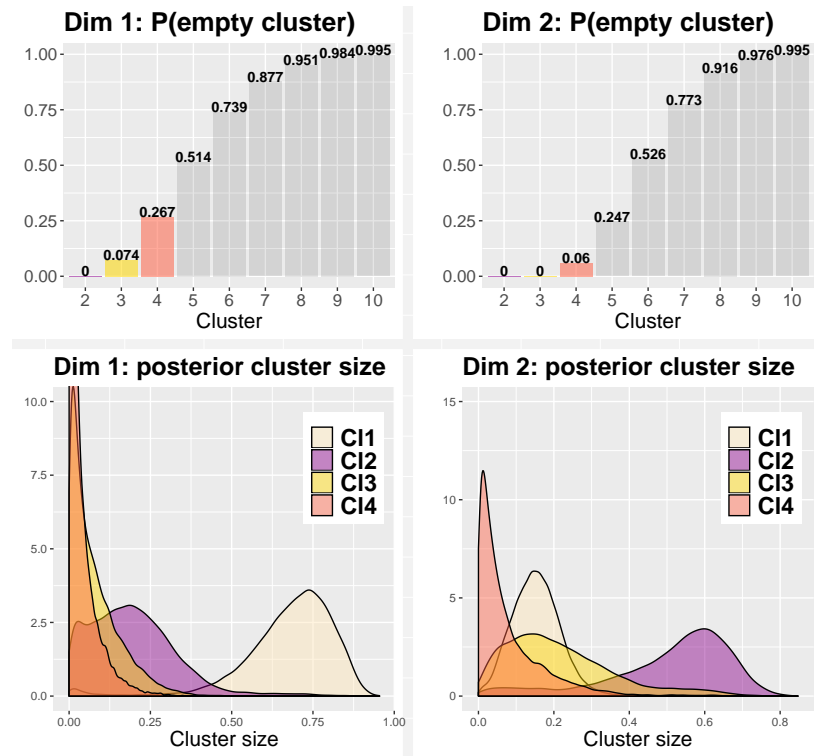 Dim 1: P(empty cluster)
1.00
0.75
0.50
0.25
0.00
0
0.074
0.267
0.514
0.739
0.877
0.951
0.984
0.995
2 3 4 5 6 7 8 9 10
Cluster
Dim 2: P(empty cluster)
1.00
0.75
0.50
0.25
0.00
0
0
0.06
0.247
0.526
0.773
0.916
0.976
0.995
2 3 4 5 6 7 8 9 10
Cluster
Dim 1: posterior cluster size
10.0
7.5
5.0
2.5
0.0
Cl1
Cl2
Cl3
Cl4
0.00 0.25 0.50 0.75 1.00
Cluster size
Dim 2: posterior cluster size
15
10
5
0
Cl1
Cl2
Cl3
Cl4
0.0 0.2 0.4 0.6 0.8
Cluster size